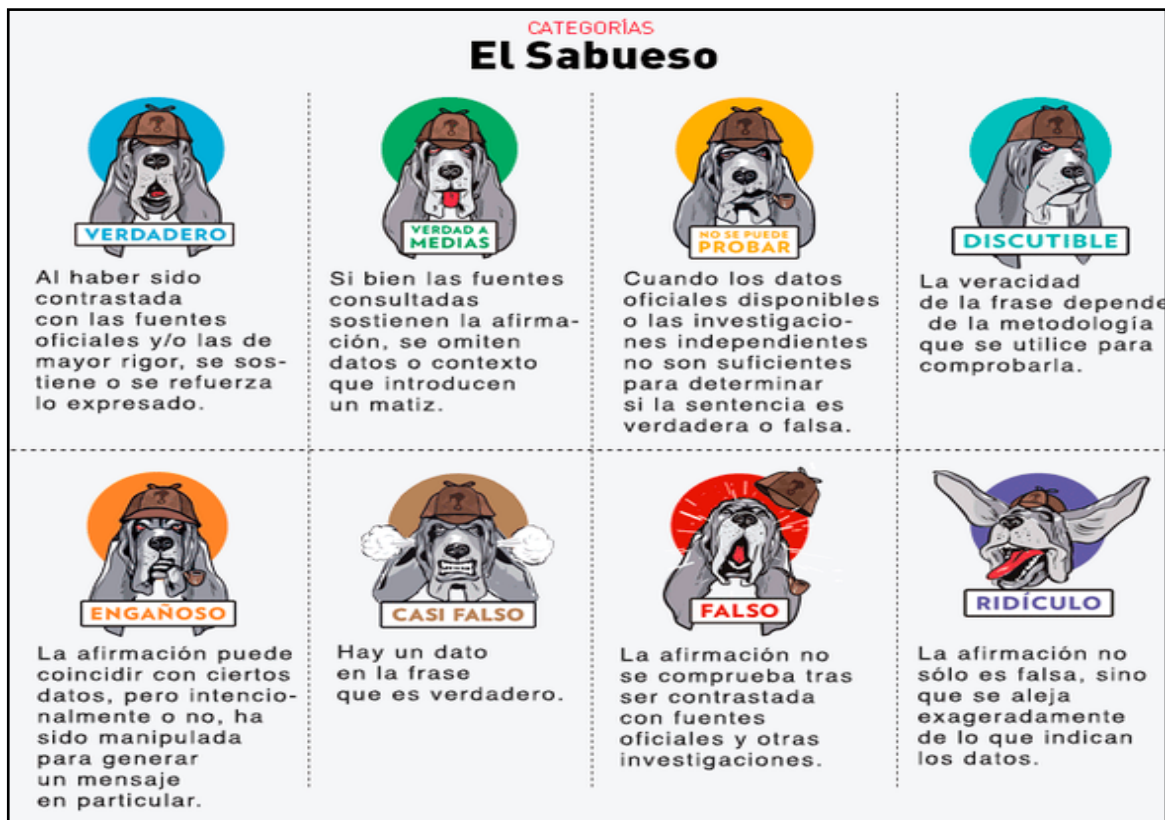 CATEGORÍAS
El Sabueso
VERDADERO
Al haber sido
contrastada
con las fuentes
oficiales y/o las de
mayor rigor, se sos-
tiene o se refuerza
lo expresado.
VERDAD A
MEDIAS
Si bien las fuentes
consultadas
sostienen la afirma-
ción, se omiten
datos o contexto
que introducen
un matiz.
NO SE PUEDE
PROBAR
Cuando los datos
oficiales disponibles
o las investigacio-
nes independientes
no son suficientes
para determinar
si la sentencia es
verdadera o falsa.
DISCUTIBLE
La veracidad
de la frase depende
de la metodología
que se utilice para
comprobarla.
ENGAÑOSO
La afirmación puede
coincidir con ciertos
datos, pero intencio-
nalmente o no, ha
sido manipulada
para generar
un mensaje
en particular.
CASI FALSO
Hay un dato
en la frase
que es verdadero.
FALSO
La afirmación no
se comprueba tras
ser contrastada
con fuentes
oficiales y otras
investigaciones.
RIDÍCULO
La afirmación no
sólo es falsa, sino
que se aleja
exageradamente
de lo que indican
los datos.